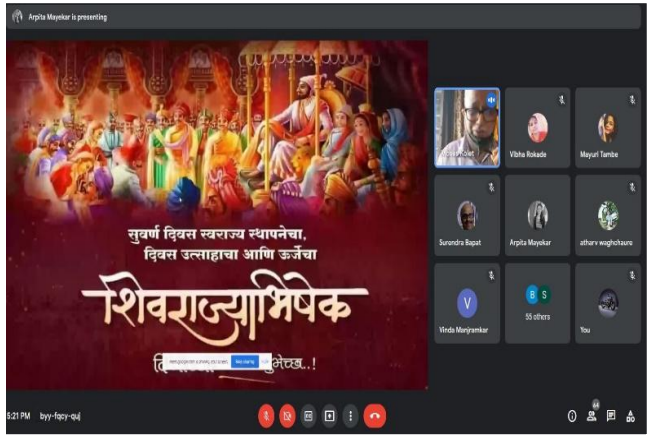 Arpita Mayekar is presenting
सुवर्ण दिवस स्वराज्य स्थापनेचा,
दिवस उत्साहाचा आणि ऊर्जेचा
शिवराज्याभिषेक
Vibha Rokade
Mayuri Tambe
Surendra Bapat
Arpita Mayekar
atharv waghchaure
V
Vinda Manjramkar
B S
55 others
You
5:21 PM byy-fqcy-quj
64